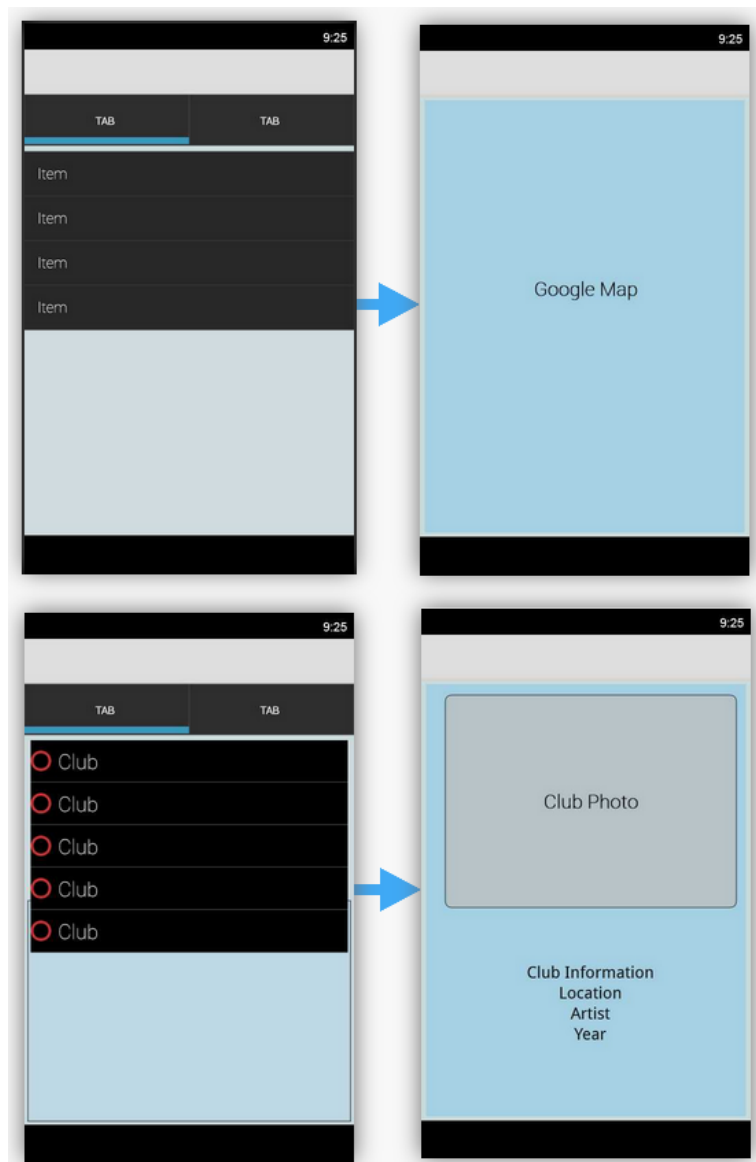 9:25
TAB TAB
Item
Item
Item
Item
9:25
Google Map
9:25
TAB TAB
Club
Club
Club
Club
Club
9:25
Club Photo
Club Information
Location
Artist
Year